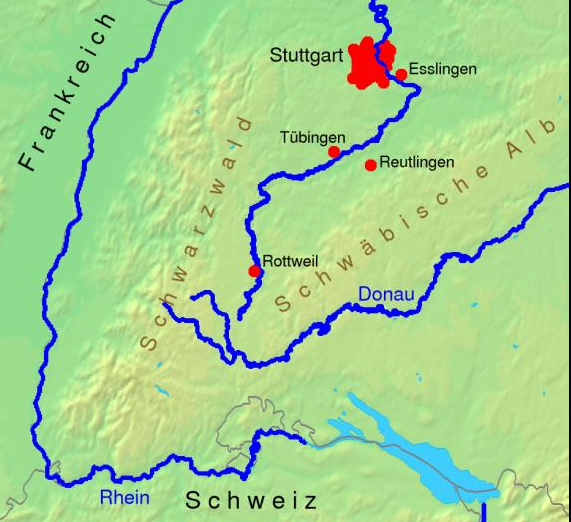 Frankreich
Stuttgart
Esslingen
Tübingen
Reutlingen
Schwarzwald
Schwäbische Alb
Rottweil
Donau
Rhein
Schweiz